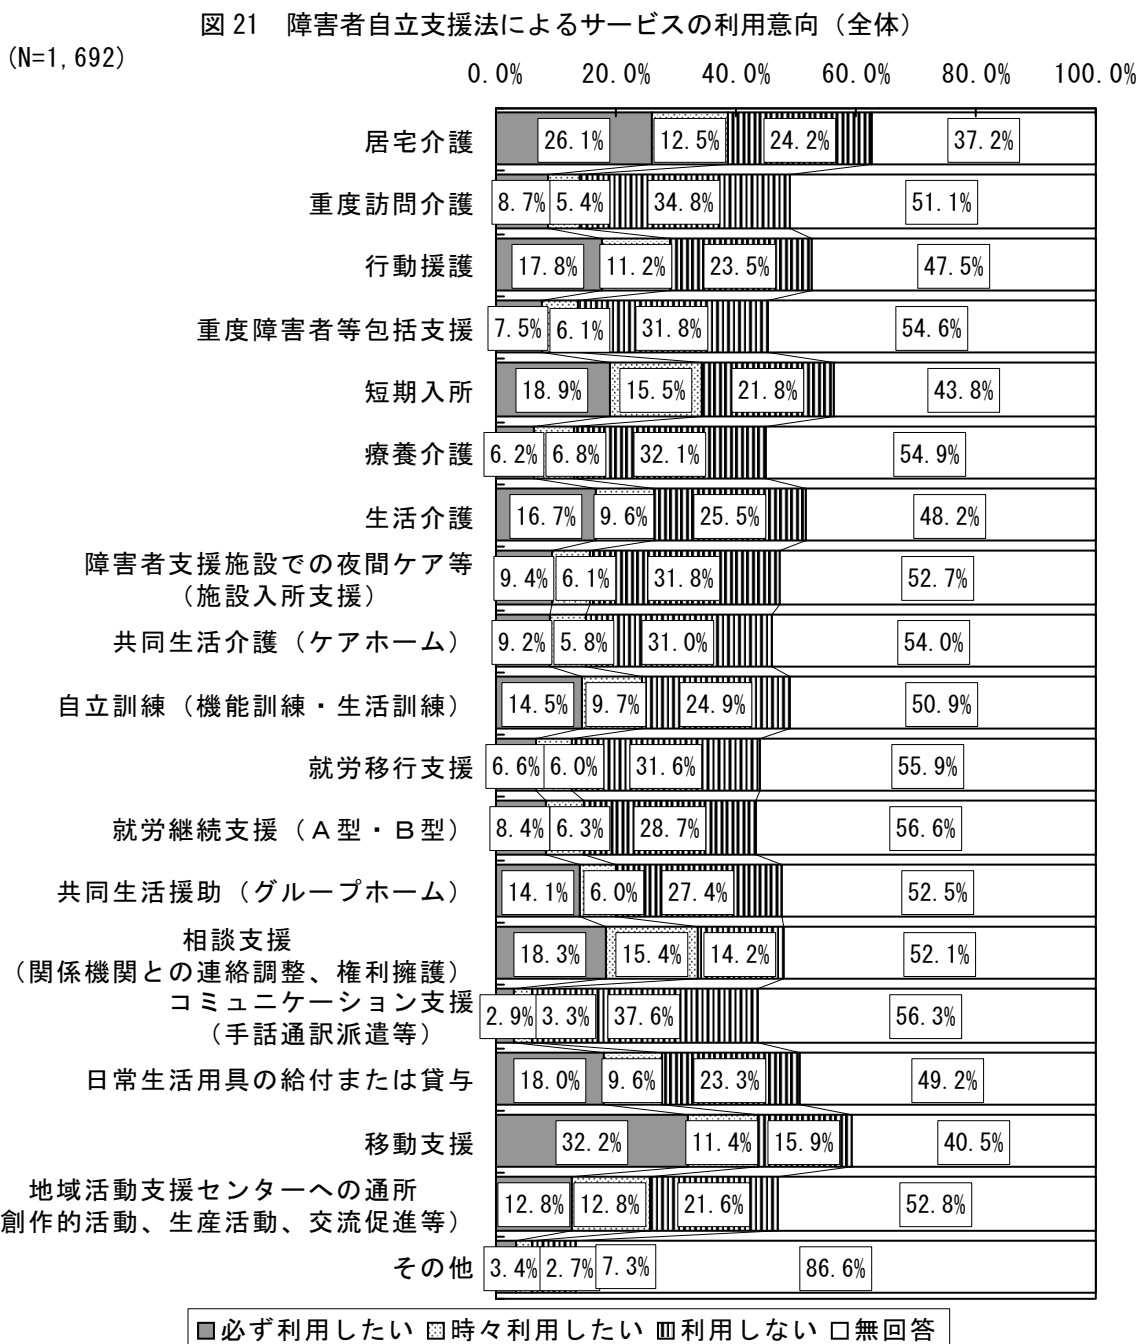 図21 障害者自立支援法によるサービスの利用意向（全体）
(N=1,692)
0.0% 20.0% 40.0% 60.0% 80.0% 100.0%
居宅介護 26.1% 12.5% 24.2% 37.2%
重度訪問介護 8.7% 5.4% 34.8% 51.1%
行動援護 17.8% 11.2% 23.5% 47.5%
重度障害者等包括支援 7.5% 6.1% 31.8% 54.6%
短期入所 18.9% 15.5% 21.8% 43.8%
療養介護 6.2% 6.8% 32.1% 54.9%
生活介護 16.7% 9.6% 25.5% 48.2%
障害者支援施設での夜間ケア等
（施設入所支援） 9.4% 6.1% 31.8% 52.7%
共同生活介護（ケアホーム） 9.2% 5.8% 31.0% 54.0%
自立訓練（機能訓練・生活訓練） 14.5% 9.7% 24.9% 50.9%
就労移行支援 6.6% 6.0% 31.6% 55.9%
就労継続支援（Ａ型・Ｂ型） 8.4% 6.3% 28.7% 56.6%
共同生活援助（グループホーム） 14.1% 6.0% 27.4% 52.5%
相談支援
（関係機関との連絡調整、権利擁護） 18.3% 15.4% 14.2% 52.1%
コミュニケーション支援
（手話通訳派遣等） 2.9% 3.3% 37.6% 56.3%
日常生活用具の給付または貸与 18.0% 9.6% 23.3% 49.2%
移動支援 32.2% 11.4% 15.9% 40.5%
地域活動支援センターへの通所
創作的活動、生産活動、交流促進等） 12.8% 12.8% 21.6% 52.8%
その他 3.4% 2.7% 7.3% 86.6%
必ず利用したい 時々利用したい 利用しない 無回答